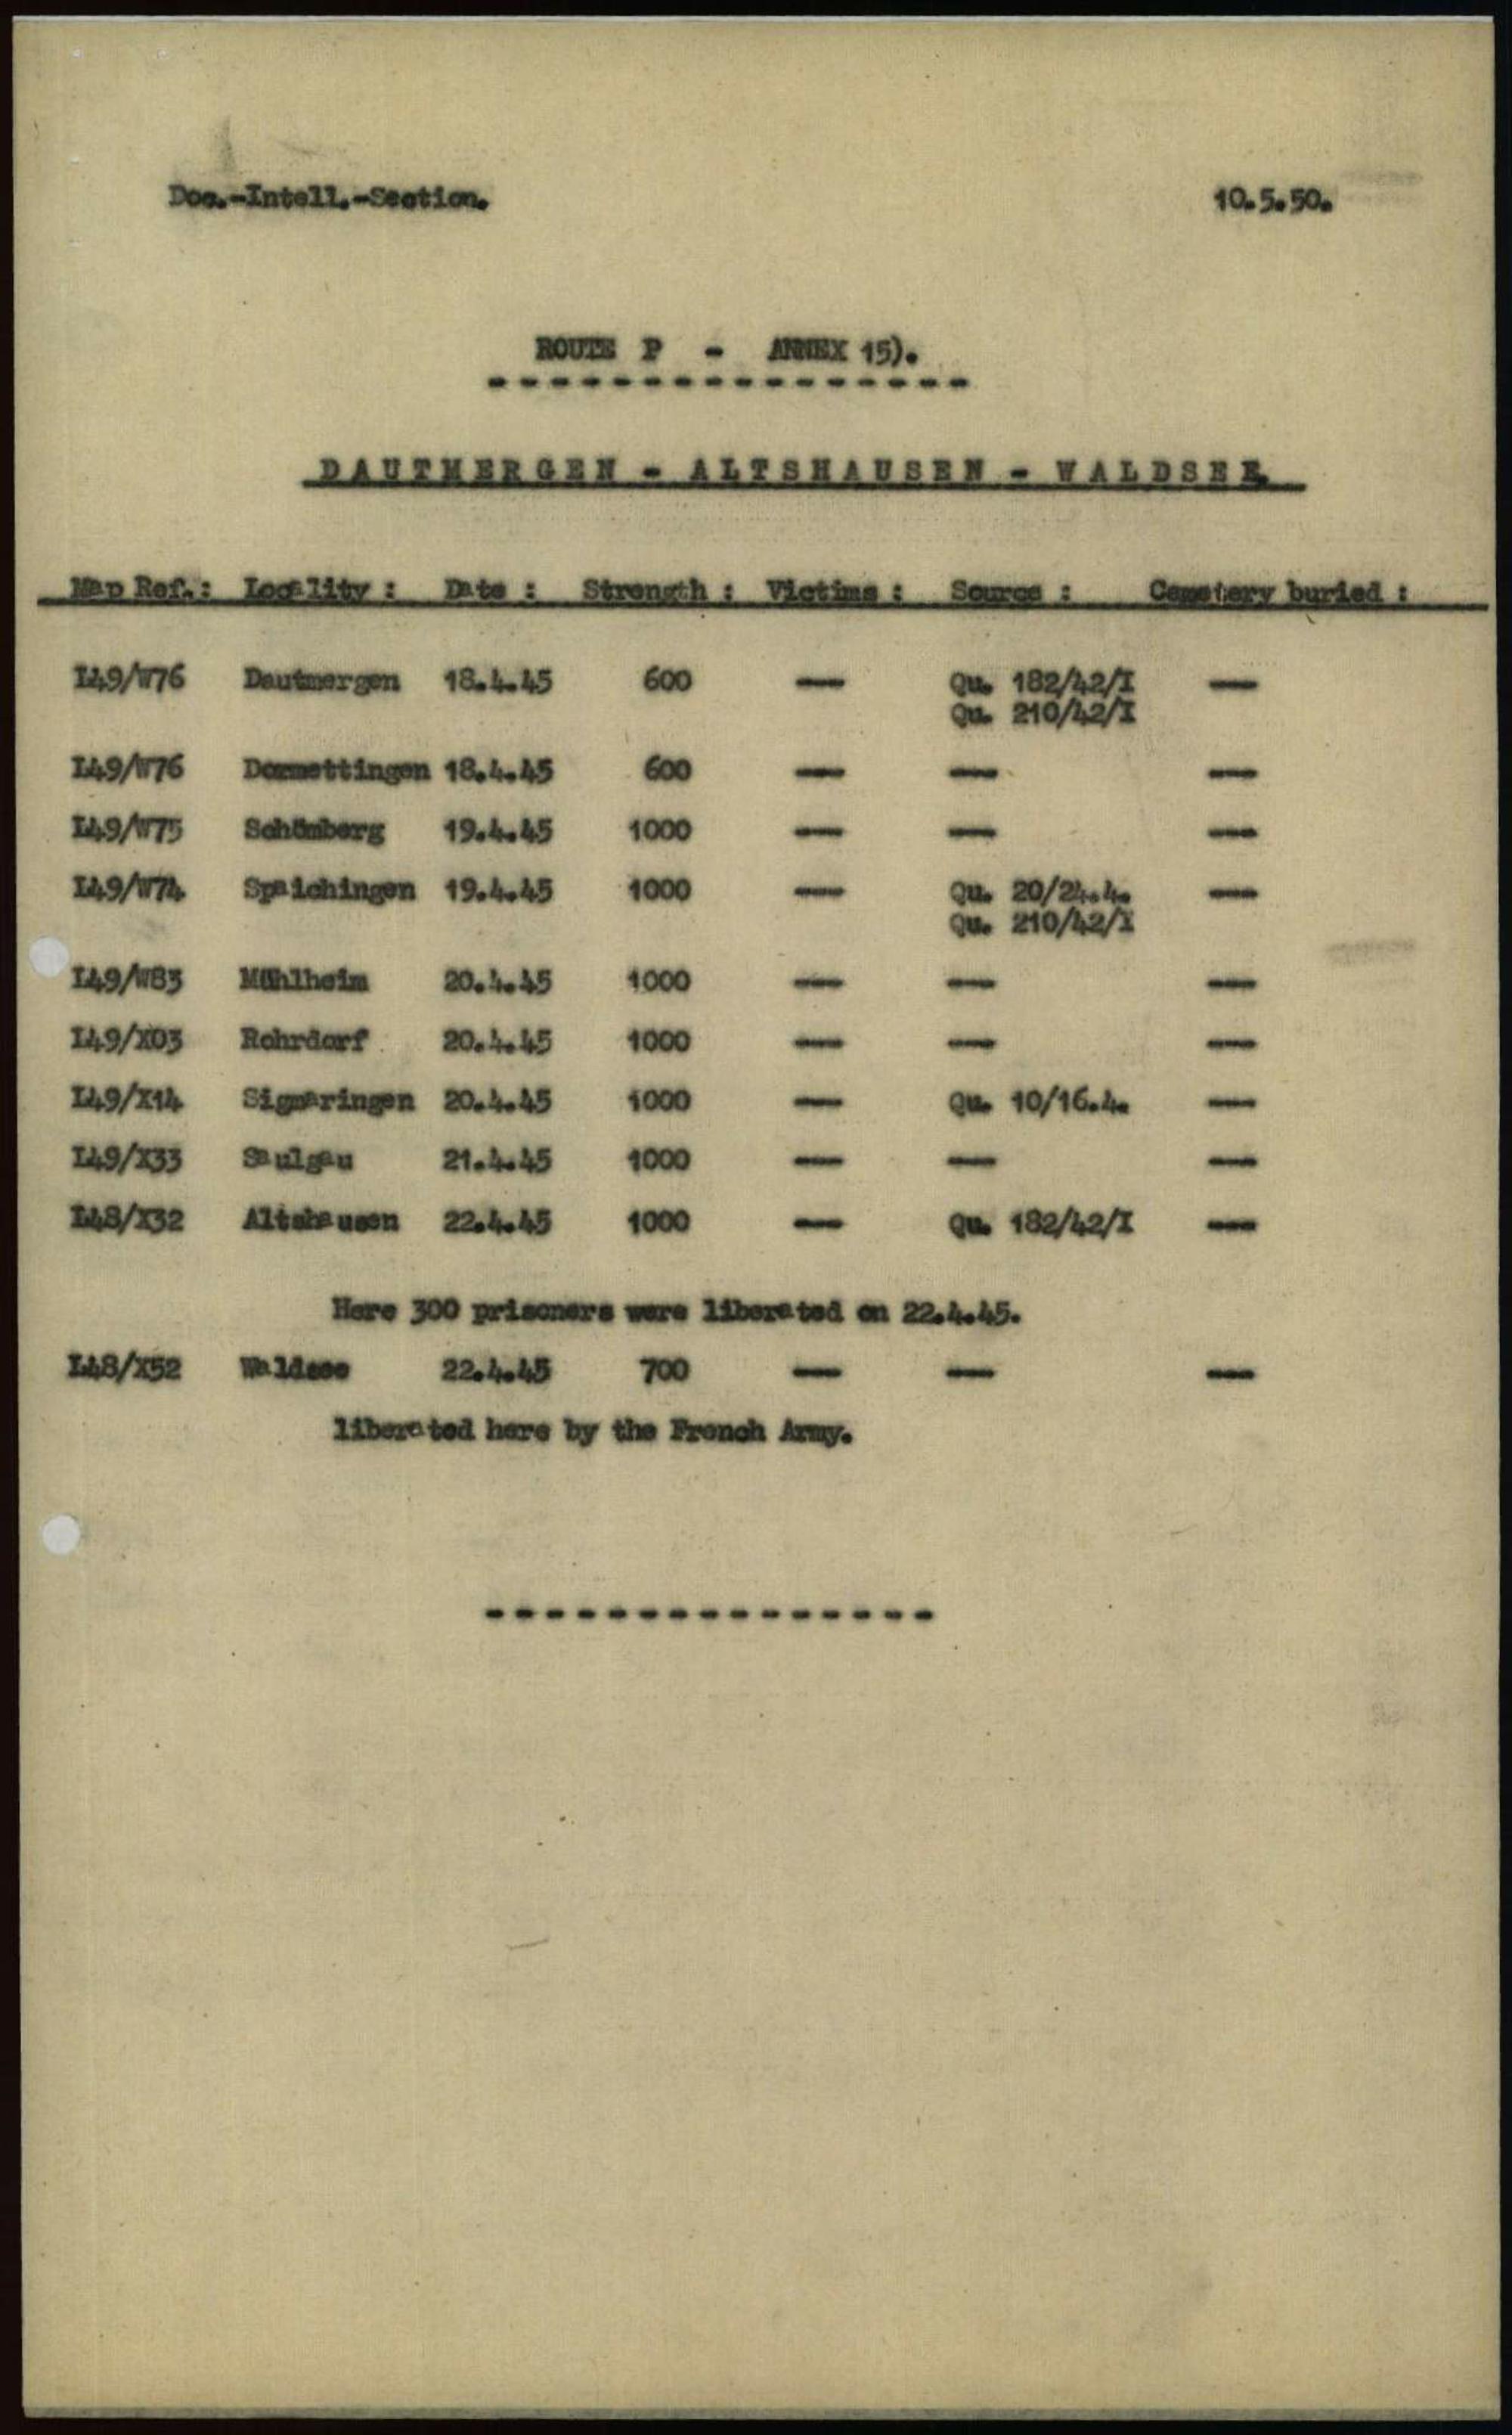 Doc.-Intell.-Section. 10.5.50.
ROUTE P - ANNEX 15).
DAUTMERGEN - ALTSHAUSEN - WALDSEE.
Map Ref.: Locality : Date : Strength : Victims : Source : Cemetery buried :
L49/W76 Dautmergen 18.4.45 600 — Qu. 182/42/I —
Qu. 210/42/I
L49/W76 Dormettingen 18.4.45 600 — — —
L49/W75 Schömberg 19.4.45 1000 — — —
L49/W74 Spaichingen 19.4.45 1000 — Qu. 20/24.4. —
Qu. 210/42/I
L49/W83 Mühlheim 20.4.45 1000 — — —
L49/X03 Rohrdorf 20.4.45 1000 — — —
L49/X14 Sigmaringen 20.4.45 1000 — Qu. 10/16.4. —
L49/X33 Saulgau 21.4.45 1000 — — —
L48/X32 Altshausen 22.4.45 1000 — Qu. 182/42/I —
Here 300 prisoners were liberated on 22.4.45.
L48/X52 Waldsee 22.4.45 700 — — —
liberated here by the French Army.